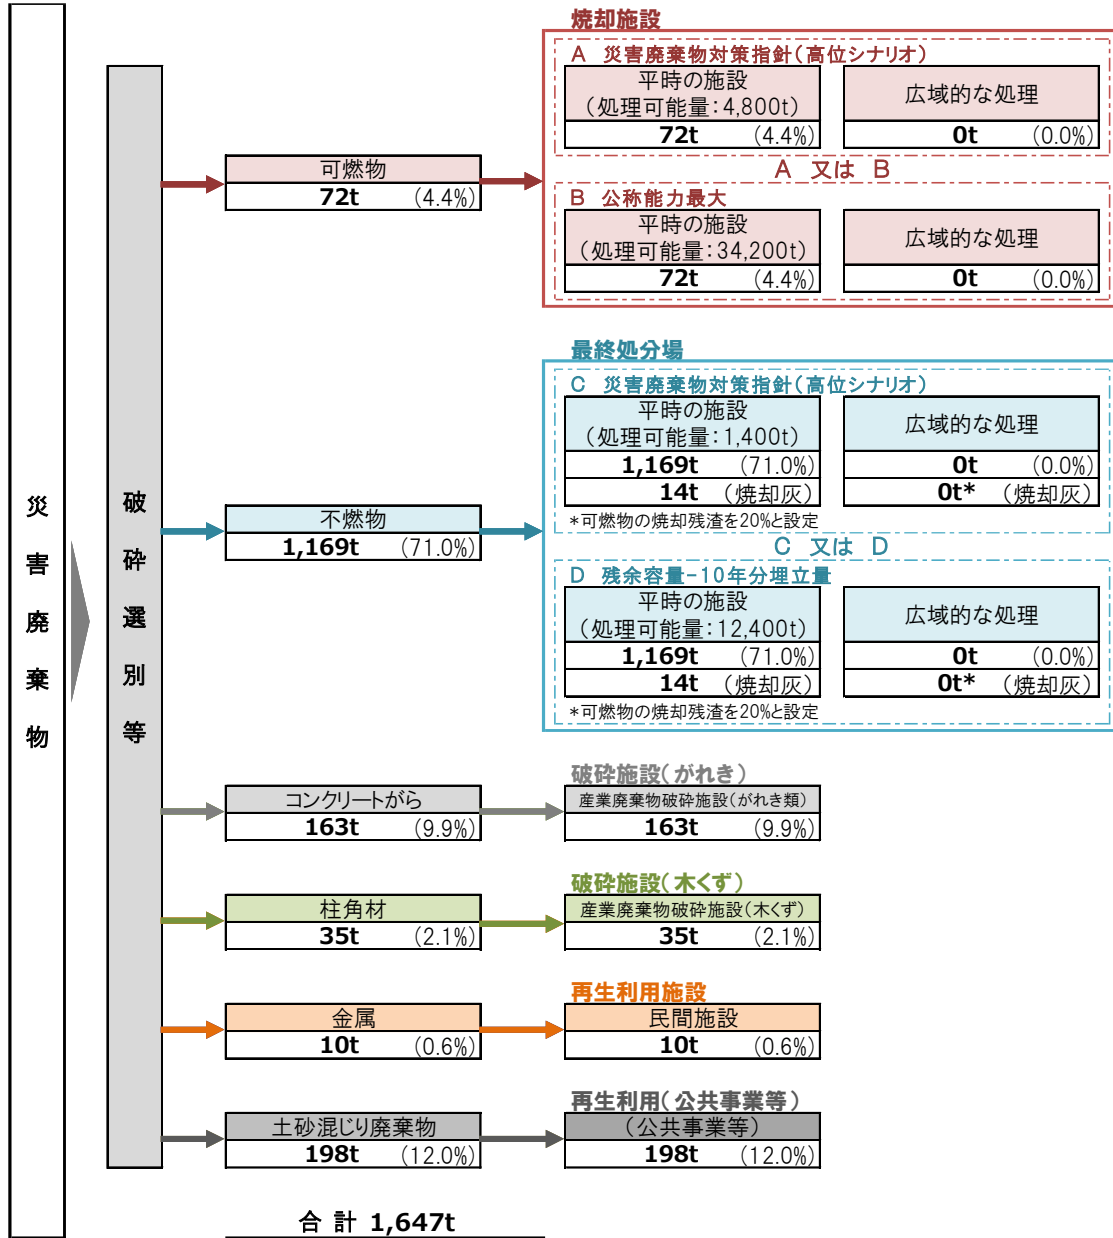 災害廃棄物
破砕選別等
焼却施設
A 災害廃棄物対策指針(高位シナリオ)
平時の施設
(処理可能量:4,800t)
72t (4.4%)
広域的な処理
0t (0.0%)
A 又は B
可燃物
72t (4.4%)
B 公称能力最大
平時の施設
(処理可能量:34,200t)
72t (4.4%)
広域的な処理
0t (0.0%)
最終処分場
C 災害廃棄物対策指針(高位シナリオ)
平時の施設
(処理可能量:1,400t)
1,169t (71.0%)
14t (焼却灰)
広域的な処理
0t (0.0%)
0t* (焼却灰)
*可燃物の焼却残渣を20%と設定
C 又は D
不燃物
1,169t (71.0%)
D 残余容量-10年分埋立量
平時の施設
(処理可能量:12,400t)
1,169t (71.0%)
14t (焼却灰)
広域的な処理
0t (0.0%)
0t* (焼却灰)
*可燃物の焼却残渣を20%と設定
破砕施設(がれき)
コンクリートがら
163t (9.9%)
産業廃棄物破砕施設(がれき類)
163t (9.9%)
破砕施設(木くず)
柱角材
35t (2.1%)
産業廃棄物破砕施設(木くず)
35t (2.1%)
再生利用施設
金属
10t (0.6%)
民間施設
10t (0.6%)
再生利用(公共事業等)
土砂混じり廃棄物
198t (12.0%)
(公共事業等)
198t (12.0%)
合計 1,647t